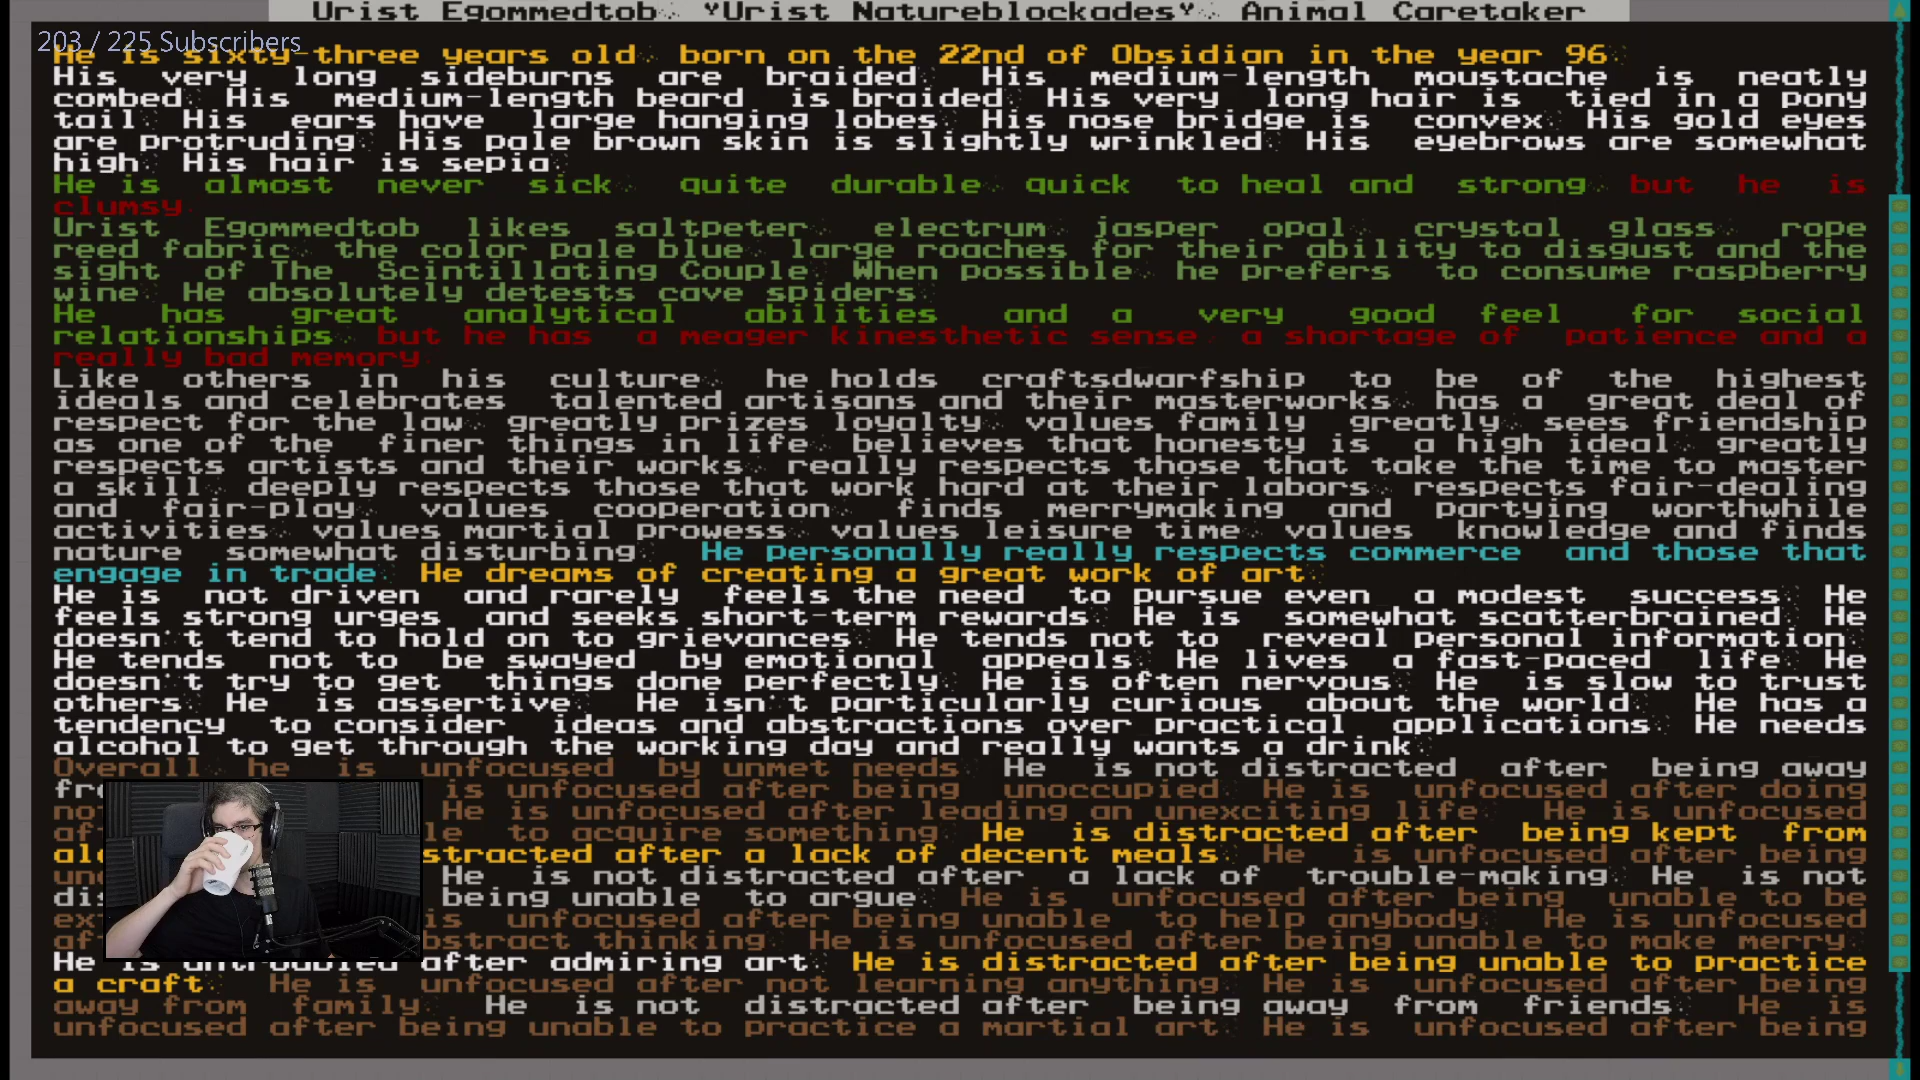 Urist Egommedtob, "Urist Natureblockades", Animal Caretaker
203 / 225 Subscribers
He is sixty-three years old, born on the 22nd of Obsidian in the year 96.
His very long sideburns are braided. His medium-length moustache is neatly
combed. His medium-length beard is braided. His very long hair is tied in a pony
tail. His ears have large hanging lobes. His nose bridge is convex. His gold eyes
are protruding. His pale brown skin is slightly wrinkled. His eyebrows are somewhat
high. His hair is sepia.
He is almost never sick, quite durable, quick to heal and strong, but he is
clumsy.
Urist Egommedtob likes saltpeter, electrum, jasper opal, crystal glass, rope
reed fabric, the color pale blue, large roaches for their ability to disgust and the
sight of The Scintillating Couple. When possible, he prefers to consume raspberry
wine. He absolutely detests cave spiders.
He has great analytical abilities and a very good feel for social
relationships, but he has a meager kinesthetic sense, a shortage of patience and a
really bad memory.
Like others in his culture, he holds craftsdwarfship to be of the highest
ideals and celebrates talented artisans and their masterworks, has a great deal of
respect for the law, greatly prizes loyalty, values family greatly, sees friendship
as one of the finer things in life, believes that honesty is a high ideal, greatly
respects artists and their works, really respects those that take the time to master
a skill, deeply respects those that work hard at their labors, respects fair-dealing
and fair-play, values cooperation, finds merrymaking and partying worthwhile
activities, values martial prowess, values leisure time, values knowledge and finds
nature somewhat disturbing. He personally really respects commerce and those that
engage in trade. He dreams of creating a great work of art.
He is not driven and rarely feels the need to pursue even a modest success. He
feels strong urges and seeks short-term rewards. He is somewhat scatterbrained. He
doesn't tend to hold on to grievances. He tends not to reveal personal information.
He tends not to be swayed by emotional appeals. He lives a fast-paced life. He
doesn't try to get things done perfectly. He is often nervous. He is slow to trust
others. He is assertive. He isn't particularly curious about the world. He has a
tendency to consider ideas and abstractions over practical applications. He needs
alcohol to get through the working day and really wants a drink.
Overall, he is unfocused by unmet needs. He is not distracted after being away
is unfocused after being unoccupied. He is unfocused after doing
He is unfocused after leading an unexciting life. He is unfocused
to acquire something. He is distracted after being kept from
after a lack of decent meals. He is unfocused after being
He is not distracted after a lack of trouble-making. He is not
being unable to argue. He is unfocused after being unable to be
is unfocused after being unable to help anybody. He is unfocused
thinking. He is unfocused after being unable to make merry.
He is untroubled after admiring art. He is distracted after being unable to practice
a craft. He is unfocused after not learning anything. He is unfocused after being
away from family. He is not distracted after being away from friends. He is
unfocused after being unable to practice a martial art. He is unfocused after being